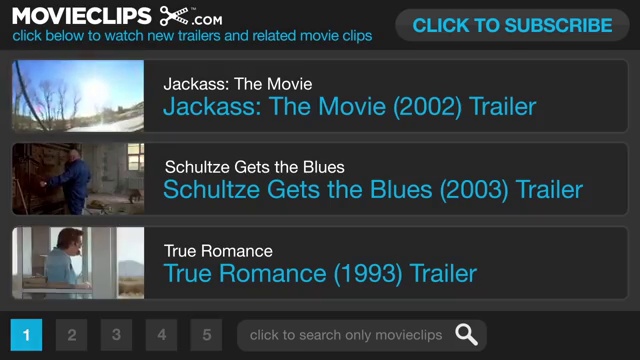 MOVIECLIPS .COM
click below to watch new trailers and related movie clips
CLICK TO SUBSCRIBE
Jackass: The Movie
Jackass: The Movie (2002) Trailer
Schultze Gets the Blues
Schultze Gets the Blues (2003) Trailer
True Romance
True Romance (1993) Trailer
1 2 3 4 5 click to search only movieclips